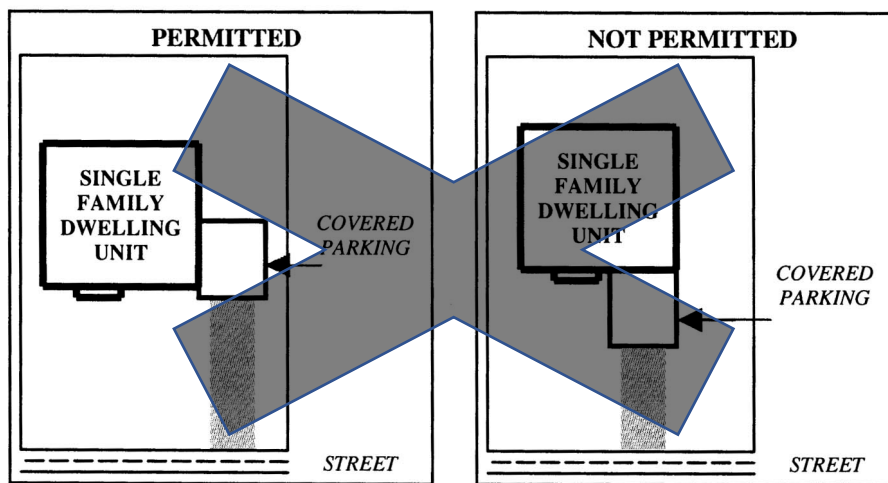 PERMITTED
SINGLE
FAMILY
DWELLING
UNIT
COVERED
PARKING
STREET
NOT PERMITTED
SINGLE
FAMILY
DWELLING
UNIT
COVERED
PARKING
STREET